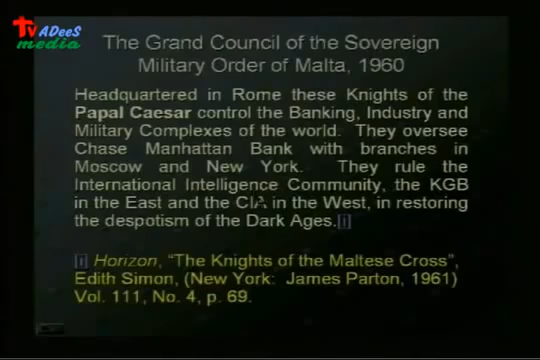 TV ADeeS
media
The Grand Council of the Sovereign
Military Order of Malta, 1960
Headquartered in Rome these Knights of the
Papal Caesar control the Banking, Industry and
Military Complexes of the world. They oversee
Chase Manhattan Bank with branches in
Moscow and New York. They rule the
International Intelligence Community, the KGB
in the East and the CIA in the West, in restoring
the despotism of the Dark Ages.[i]
[i] Horizon, “The Knights of the Maltese Cross”,
Edith Simon, (New York: James Parton, 1961)
Vol. 111, No. 4, p. 69.